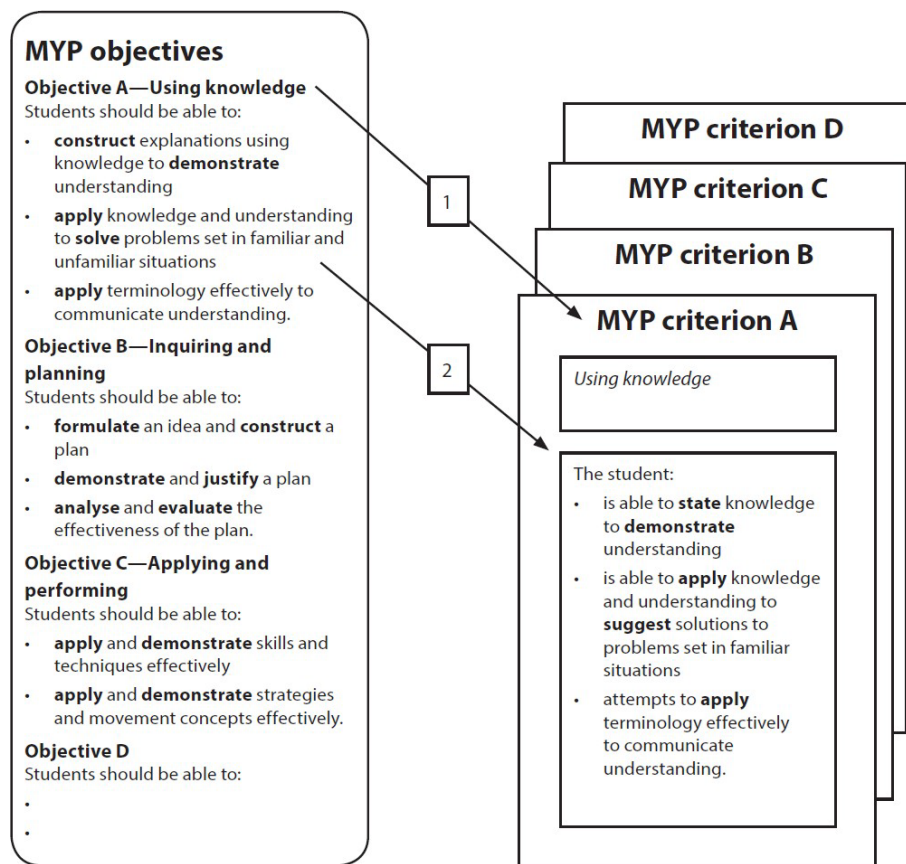 MYP objectives
Objective A—Using knowledge
Students should be able to:
• construct explanations using
knowledge to demonstrate
understanding
• apply knowledge and understanding
to solve problems set in familiar and
unfamiliar situations
• apply terminology effectively to
communicate understanding.
Objective B—Inquiring and
planning
Students should be able to:
• formulate an idea and construct a
plan
• demonstrate and justify a plan
• analyse and evaluate the
effectiveness of the plan.
Objective C—Applying and
performing
Students should be able to:
• apply and demonstrate skills and
techniques effectively
• apply and demonstrate strategies
and movement concepts effectively.
Objective D
Students should be able to:
•
•
1
2
MYP criterion D
MYP criterion C
MYP criterion B
MYP criterion A
Using knowledge
The student:
• is able to state knowledge
to demonstrate
understanding
• is able to apply knowledge
and understanding to
suggest solutions to
problems set in familiar
situations
• attempts to apply
terminology effectively
to communicate
understanding.